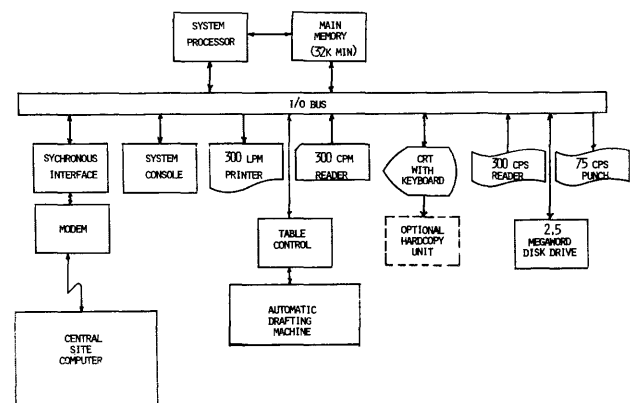 SYSTEM
PROCESSOR
MAIN
MEMORY
(32K MIN)
I/O BUS
SYCHRONOUS
INTERFACE
SYSTEM
CONSOLE
300 LPM
PRINTER
300 CPM
READER
CRT
WITH
KEYBOARD
300 CPS
READER
75 CPS
PUNCH
MODEM
TABLE
CONTROL
OPTIONAL
HARDCOPY
UNIT
2.5
MEGAWORD
DISK DRIVE
CENTRAL
SITE
COMPUTER
AUTOMATIC
DRAFTING
MACHINE